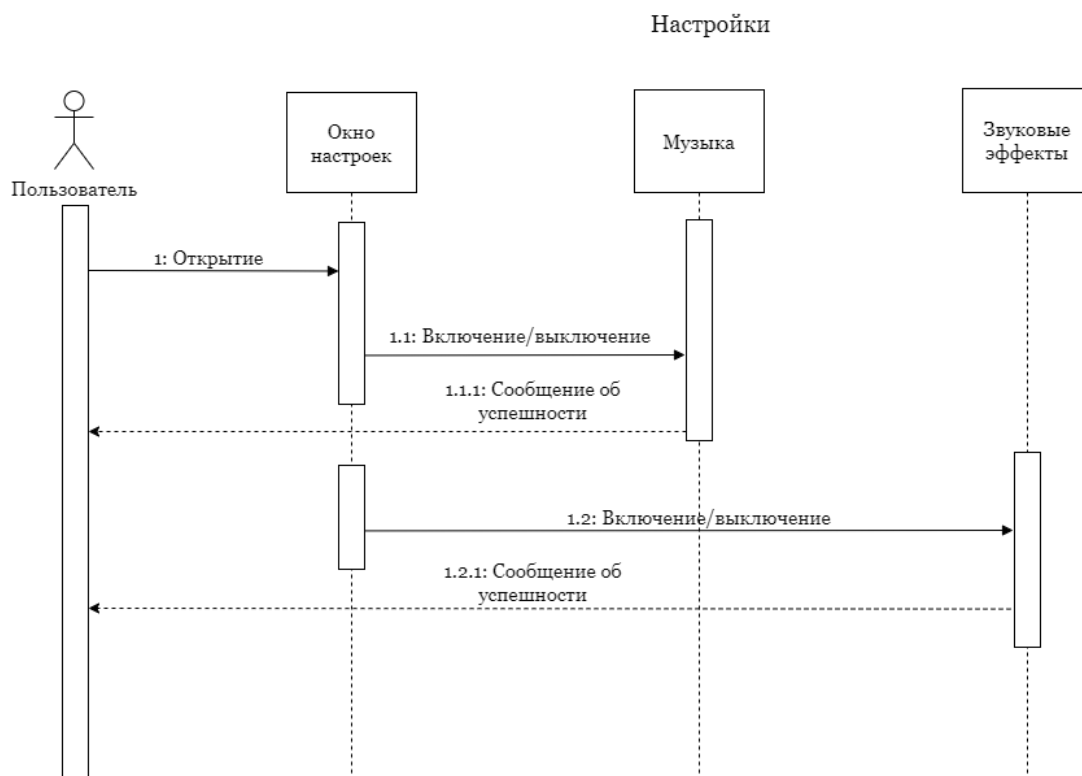 Настройки
Окно
настроек
Музыка
Звуковые
эффекты
Пользователь
1: Открытие
1.1: Включение/выключение
1.1.1: Сообщение об
успешности
1.2: Включение/выключение
1.2.1: Сообщение об
успешности